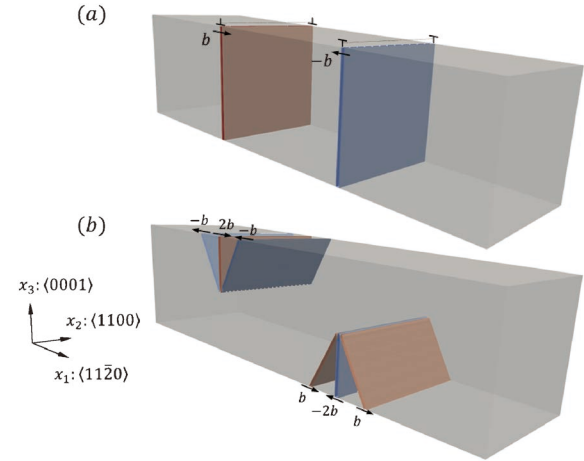 (a)
b
−b
(b)
−b 2b −b
x₃: ⟨0001⟩
x₂: ⟨1100⟩
x₁: ⟨112̄0⟩
b
−2b
b